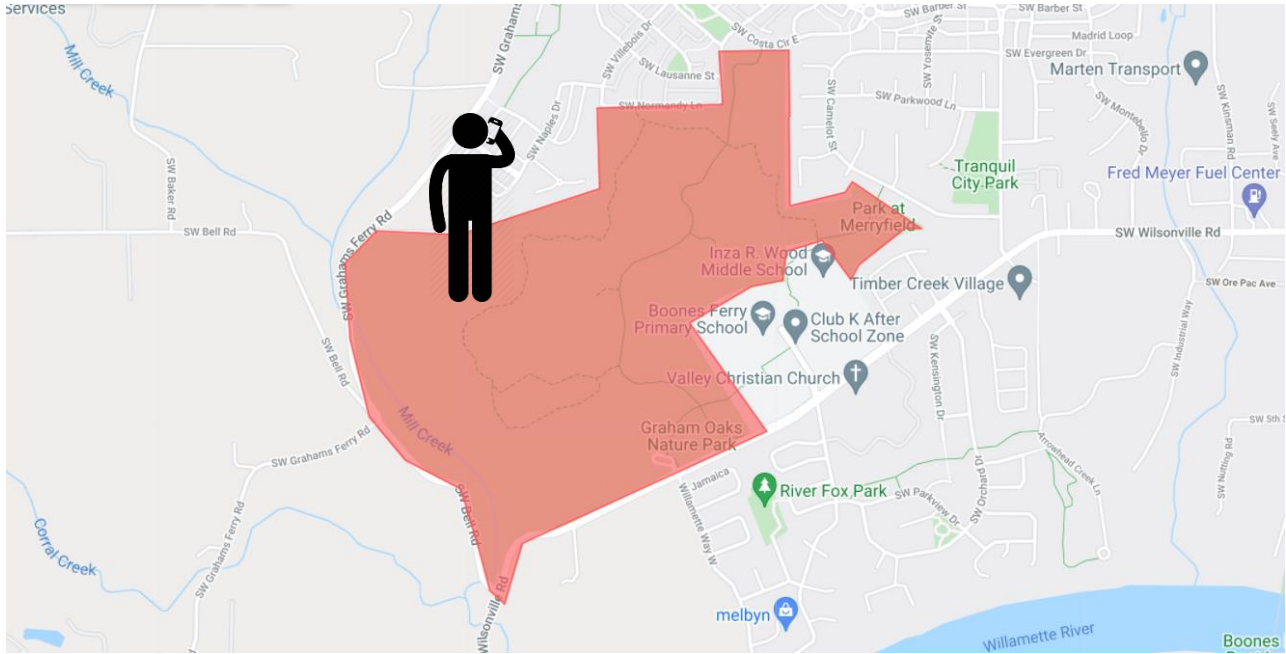 Services
Mill Creek
SW Grahams
SW Villebois Dr
SW Costa Cir E
SW Barber St
SW Barber St
Madrid Loop
SW Yosemite St
SW Evergreen Dr
Marten Transport
SW Lausanne St
SW Normandy Ln
SW Parkwood Ln
SW Camelot St
SW Montebello Dr
SW Kinsman Rd
SW Seely Ave
SW Naples Dr
SW Baker Rd
Tranquil
City Park
Fred Meyer Fuel Center
Park at
Merryfield
SW Bell Rd
SW Grahams Ferry Rd
SW Wilsonville Rd
Inza R. Wood
Middle School
Timber Creek Village
SW Ore Pac Ave
Boones Ferry
Primary School
Club K After
School Zone
SW Industrial Way
SW Kensington Dr
SW Bell Rd
Valley Christian Church
Mill Creek
Graham Oaks
Nature Park
SW 5th S
SW Grahams Ferry Rd
Arrowhead Creek Ln
SW Nutting Rd
Jamaica
River Fox Park
SW Parkview Dr
SW Orchard Dr
SW Bell Rd
Willamette Way W
Corral Creek
SW Grahams Ferry Rd
Wilsonville Rd
melbyn
Willamette River
Boones